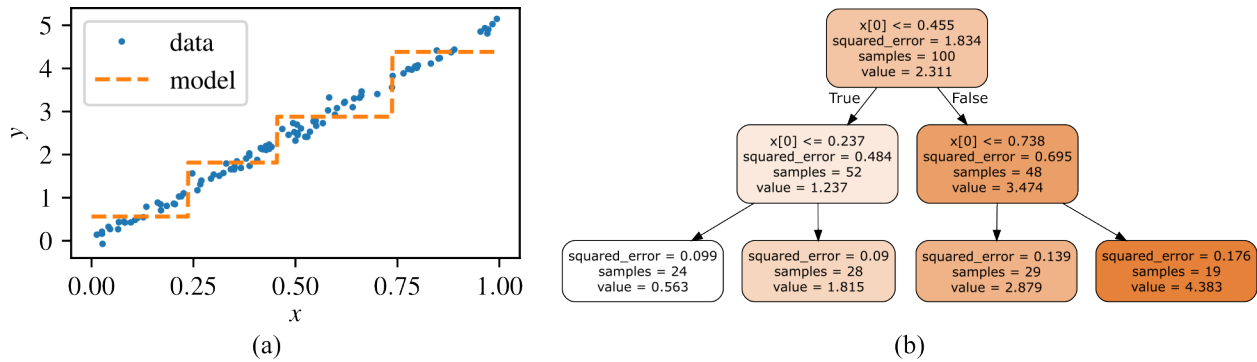 data
model
y
5
4
3
2
1
0
0.00
0.25
0.50
0.75
1.00
x
(a)
x[0] <= 0.455
squared_error = 1.834
samples = 100
value = 2.311
True
False
x[0] <= 0.237
squared_error = 0.484
samples = 52
value = 1.237
x[0] <= 0.738
squared_error = 0.695
samples = 48
value = 3.474
squared_error = 0.099
samples = 24
value = 0.563
squared_error = 0.09
samples = 28
value = 1.815
squared_error = 0.139
samples = 29
value = 2.879
squared_error = 0.176
samples = 19
value = 4.383
(b)